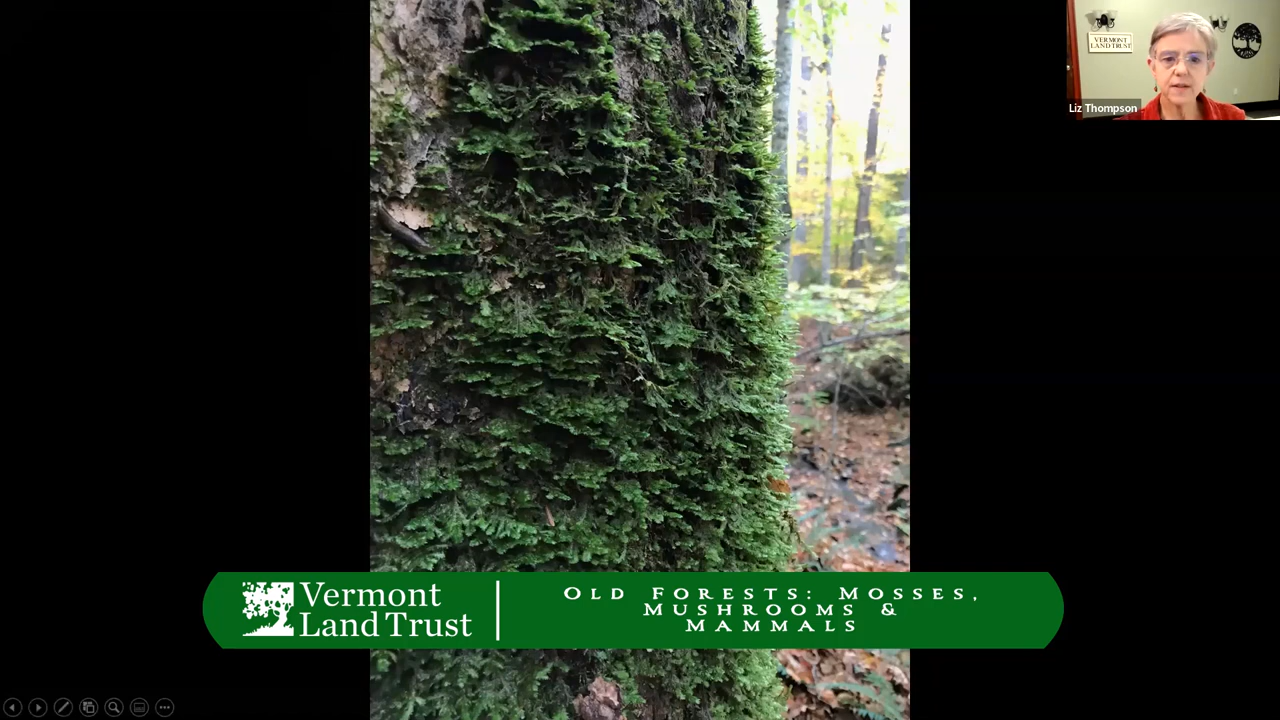 VERMONT
LAND TRUST
Liz Thompson
Vermont
Land Trust
OLD FORESTS: MOSSES,
MUSHROOMS &
MAMMALS